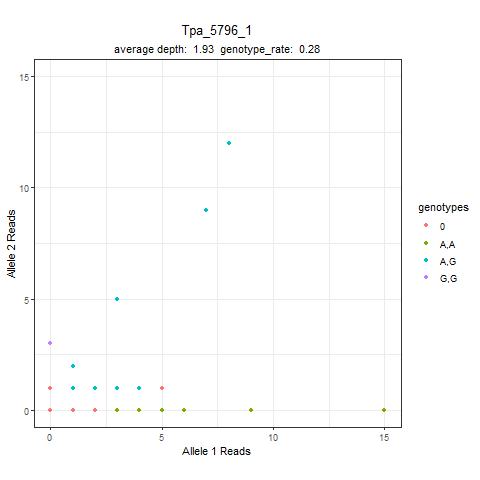 Tpa_5796_1
average depth: 1.93 genotype_rate: 0.28
15
10
5
0
Allele 2 Reads
0 5 10 15
Allele 1 Reads
genotypes
0
A,A
A,G
G,G